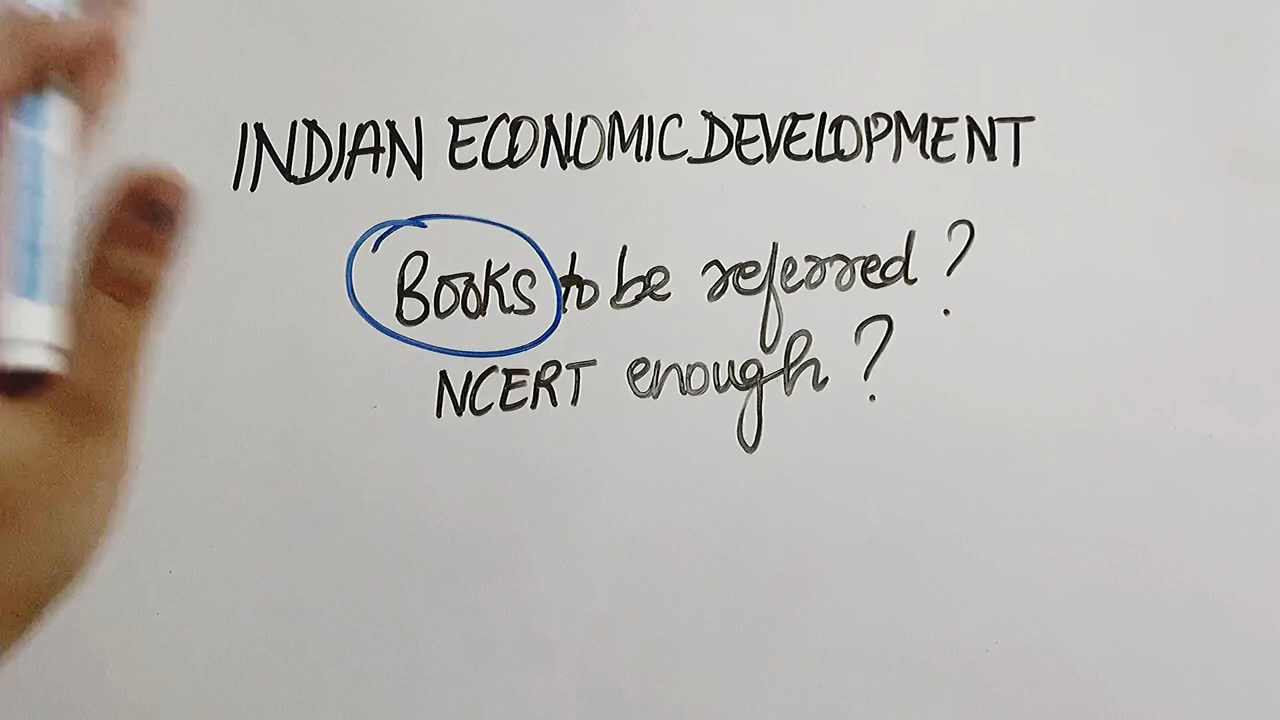 INDIAN ECONOMIC DEVELOPMENT
Books to be referred?
NCERT enough?